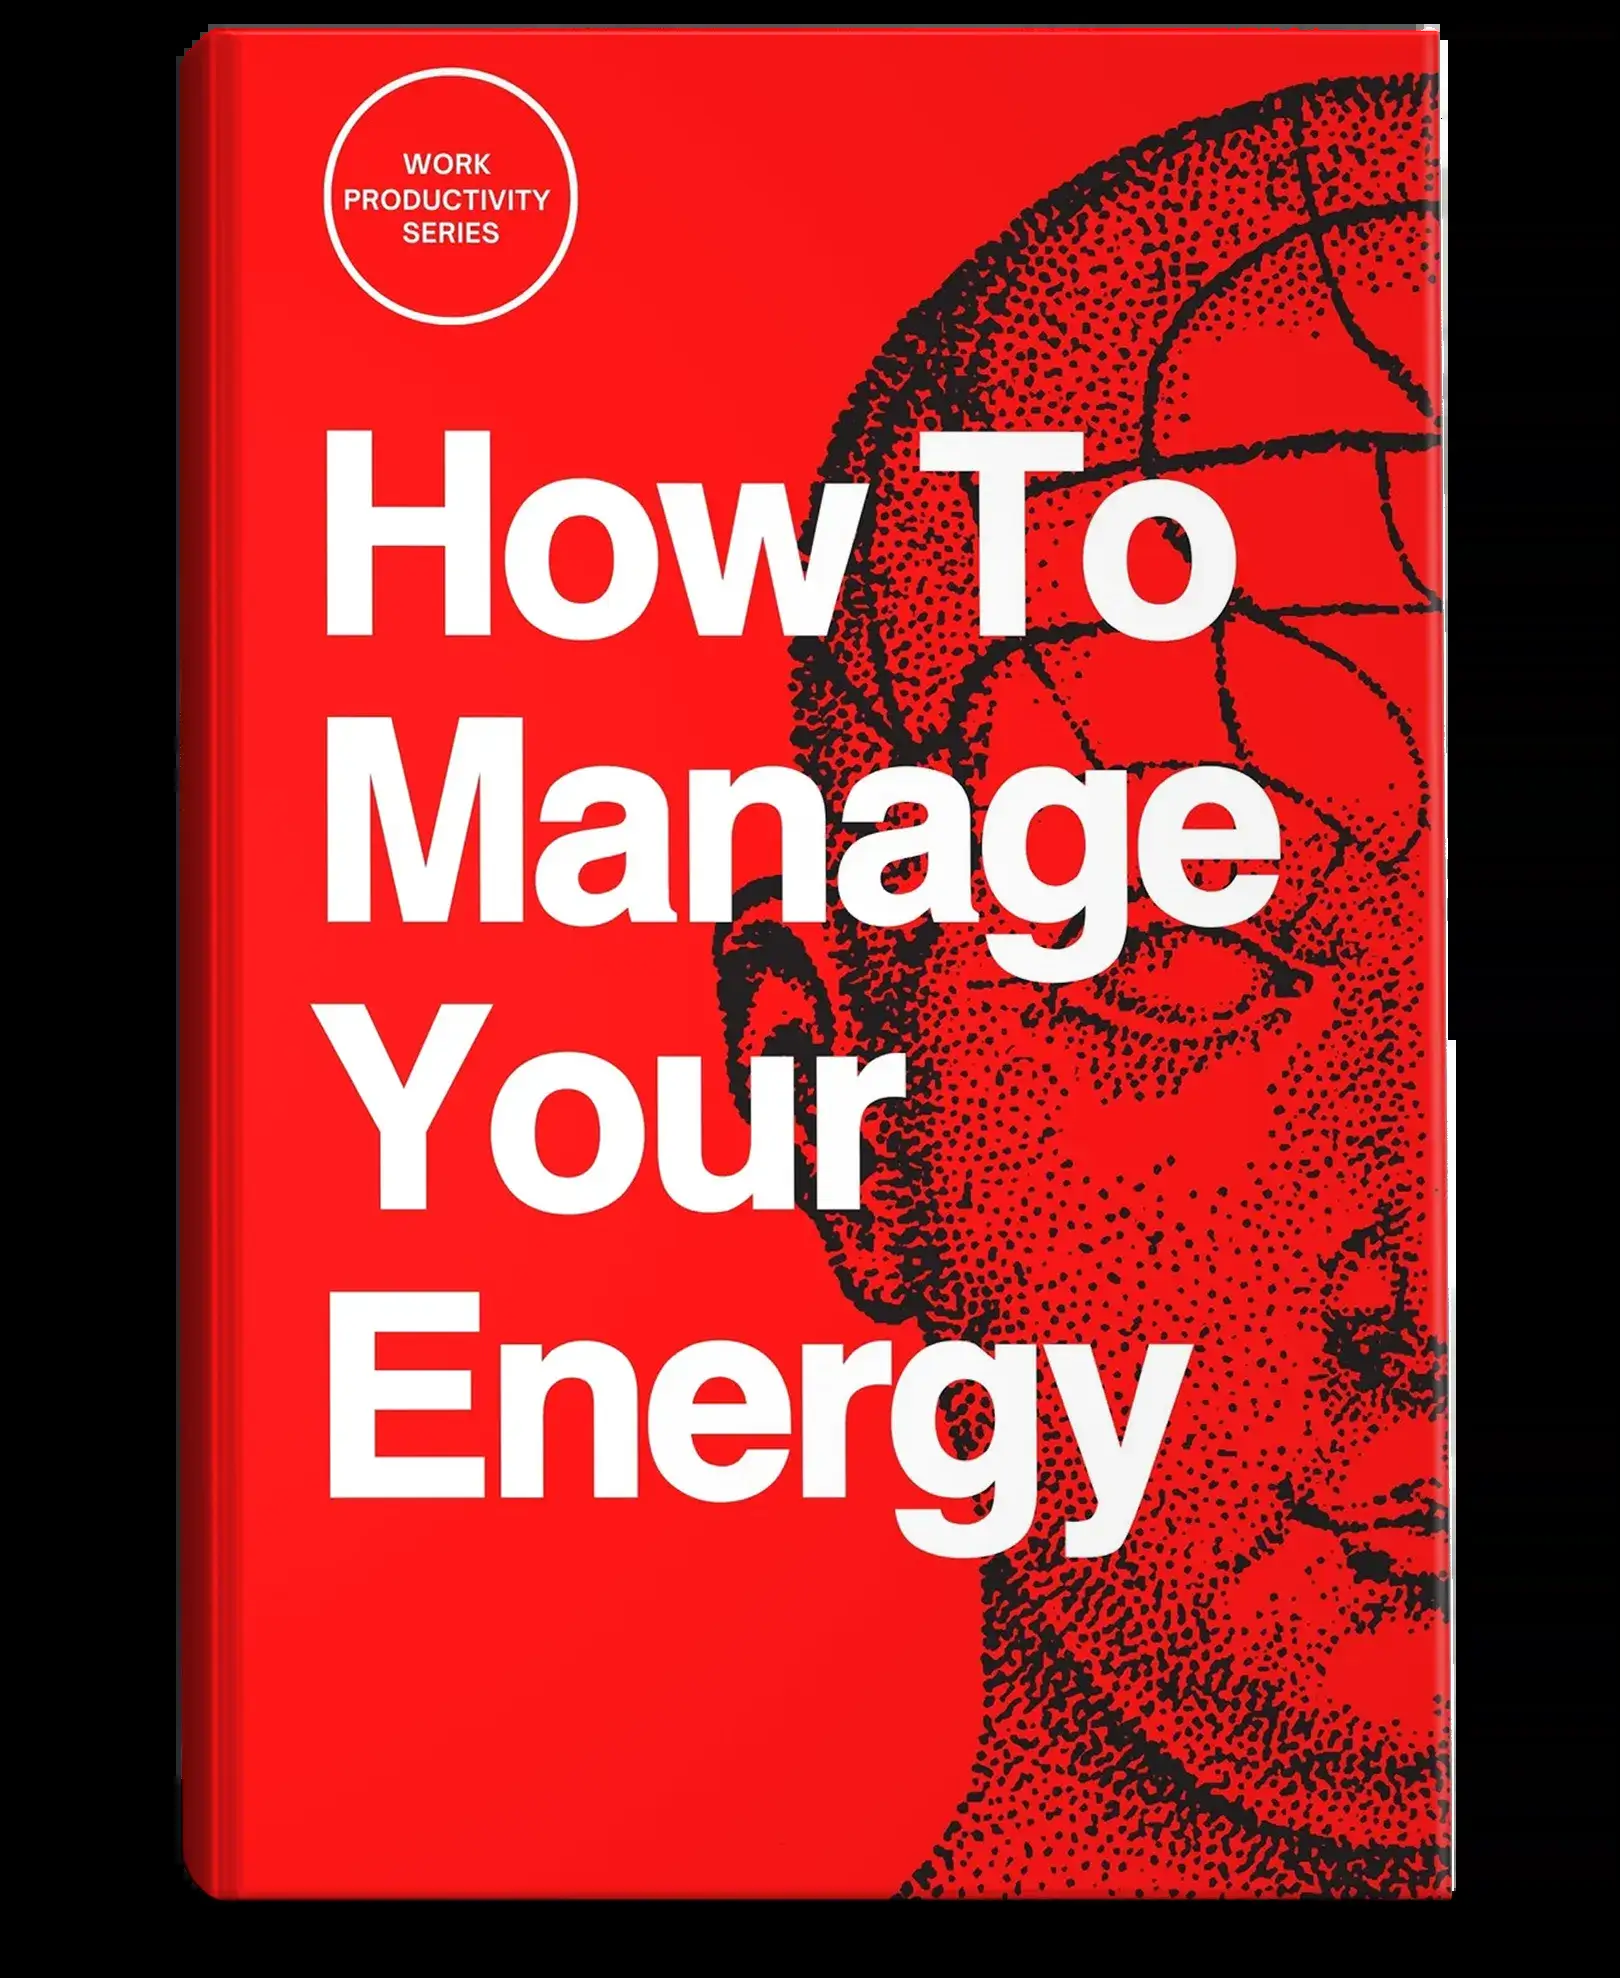 WORK
PRODUCTIVITY
SERIES
How To
Manage
Your
Energy